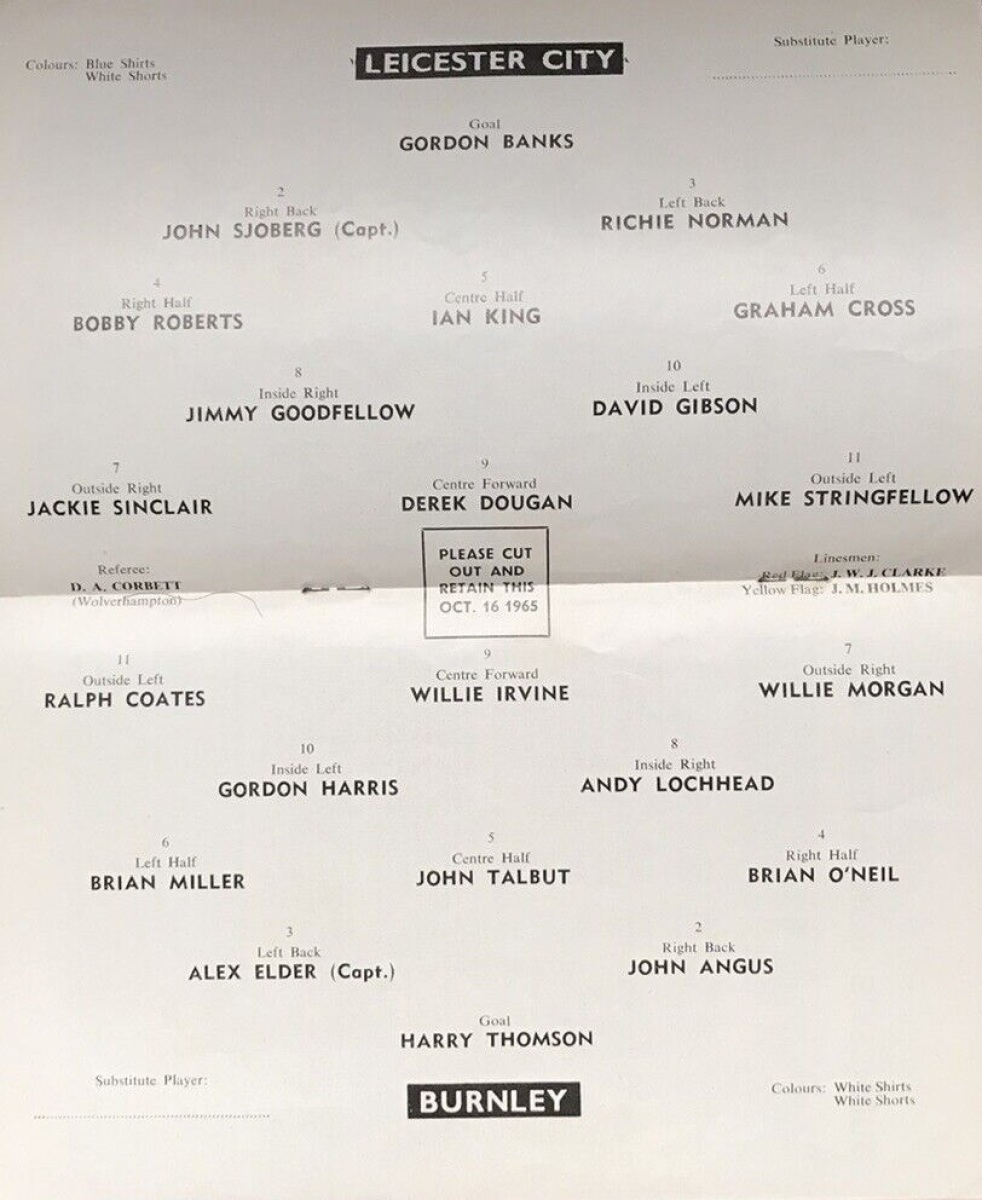 Colours: Blue Shirts
White Shorts
LEICESTER CITY
Substitute Player:
Goal
GORDON BANKS
2
Right Back
JOHN SJOBERG (Capt.)
3
Left Back
RICHIE NORMAN
4
Right Half
BOBBY ROBERTS
5
Centre Half
IAN KING
6
Left Half
GRAHAM CROSS
8
Inside Right
JIMMY GOODFELLOW
10
Inside Left
DAVID GIBSON
7
Outside Right
JACKIE SINCLAIR
9
Centre Forward
DEREK DOUGAN
11
Outside Left
MIKE STRINGFELLOW
Referee:
D. A. CORBETT
(Wolverhampton)
PLEASE CUT
OUT AND
RETAIN THIS
OCT. 16 1965
Linesmen:
Red Flag: J. W. J. CLARKE
Yellow Flag: J. M. HOLMES
11
Outside Left
RALPH COATES
9
Centre Forward
WILLIE IRVINE
7
Outside Right
WILLIE MORGAN
10
Inside Left
GORDON HARRIS
8
Inside Right
ANDY LOCHHEAD
6
Left Half
BRIAN MILLER
5
Centre Half
JOHN TALBUT
4
Right Half
BRIAN O'NEIL
3
Left Back
ALEX ELDER (Capt.)
2
Right Back
JOHN ANGUS
Goal
HARRY THOMSON
Substitute Player:
BURNLEY
Colours: White Shirts
White Shorts